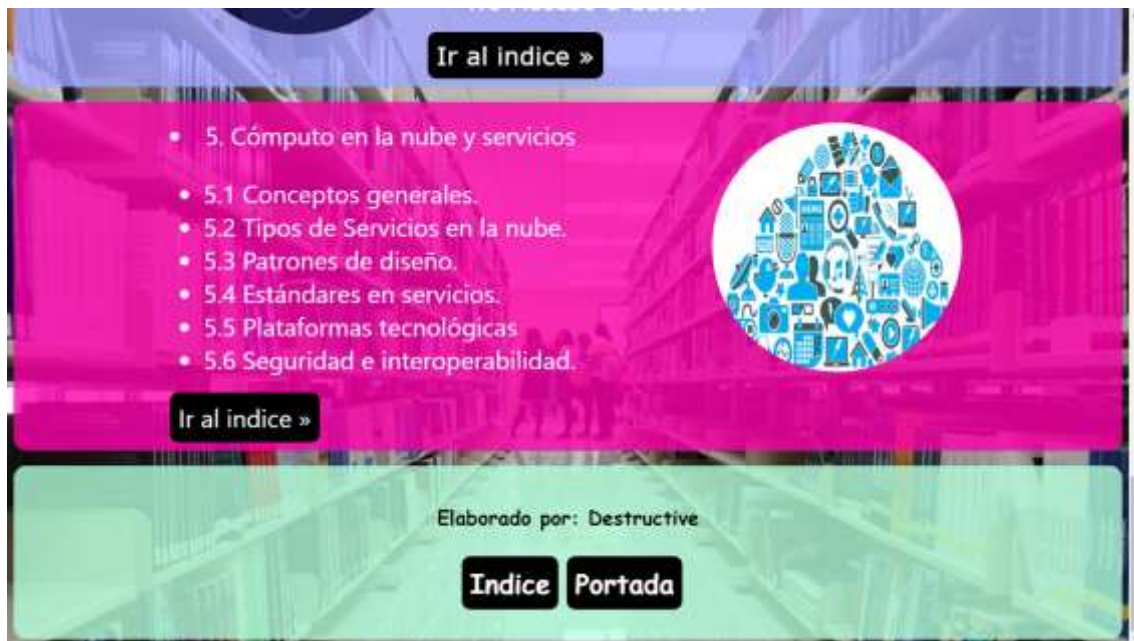 Ir al indice »
5. Cómputo en la nube y servicios
5.1 Conceptos generales.
5.2 Tipos de Servicios en la nube.
5.3 Patrones de diseño.
5.4 Estándares en servicios.
5.5 Plataformas tecnológicas
5.6 Seguridad e interoperabilidad.
Ir al indice »
Elaborado por: Destructive
Indice Portada